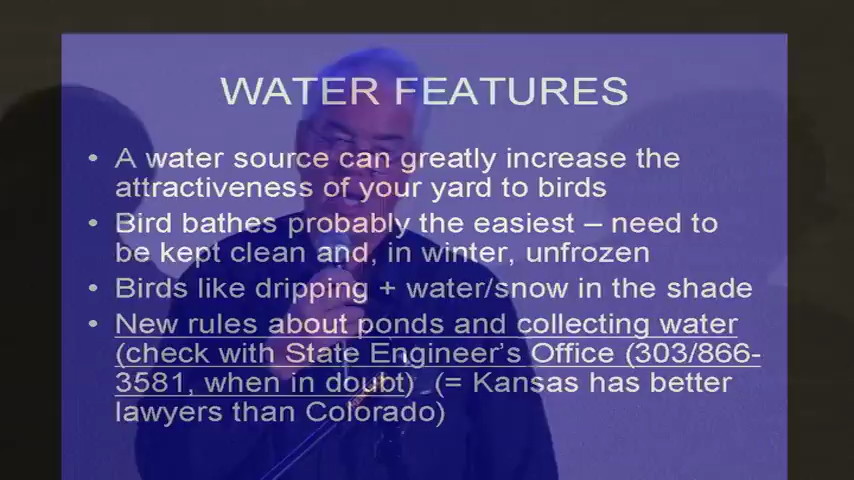 WATER FEATURES
• A water source can greatly increase the
attractiveness of your yard to birds
• Bird bathes probably the easiest – need to
be kept clean and, in winter, unfrozen
• Birds like dripping + water/snow in the shade
• New rules about ponds and collecting water
(check with State Engineer's Office (303/866-
3581, when in doubt)  (= Kansas has better
lawyers than Colorado)